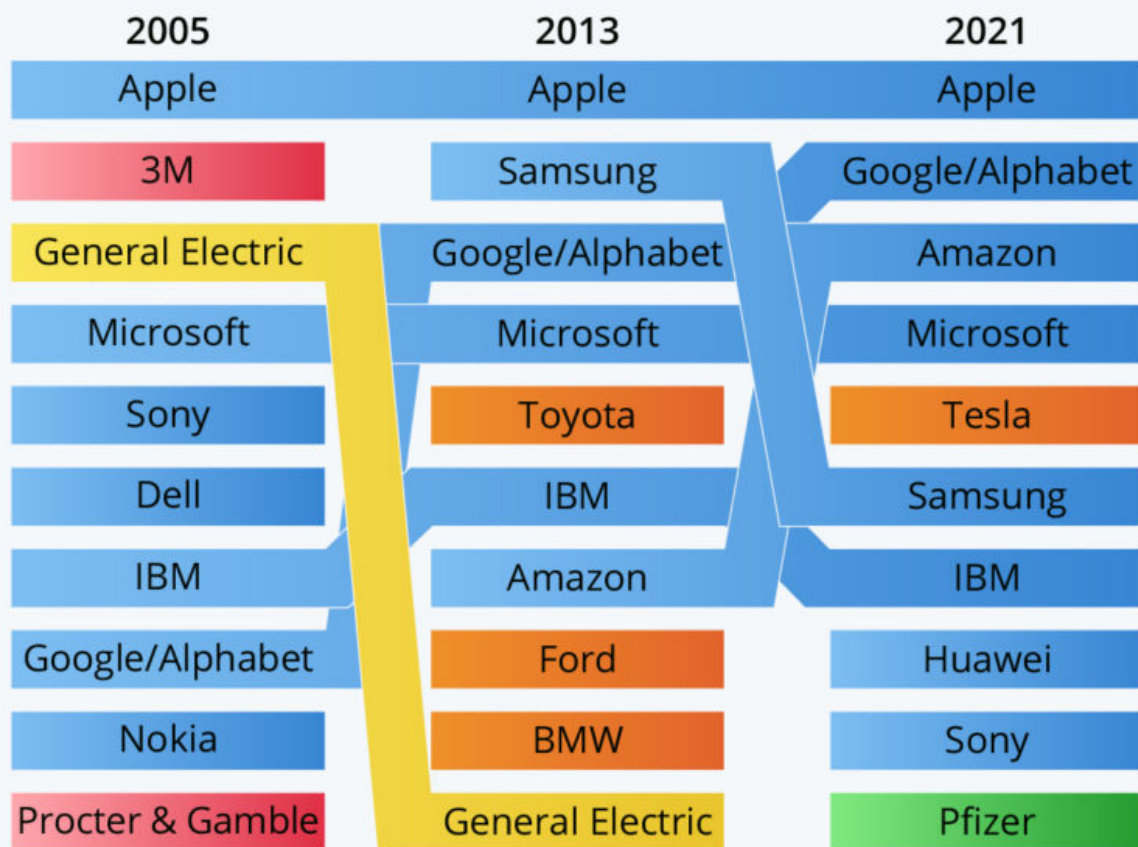 2005 2013 2021
Apple Apple Apple
3M Samsung Google/Alphabet
General Electric Google/Alphabet Amazon
Microsoft Microsoft Microsoft
Sony Toyota Tesla
Dell IBM Samsung
IBM Amazon IBM
Google/Alphabet Ford Huawei
Nokia BMW Sony
Procter & Gamble General Electric Pfizer